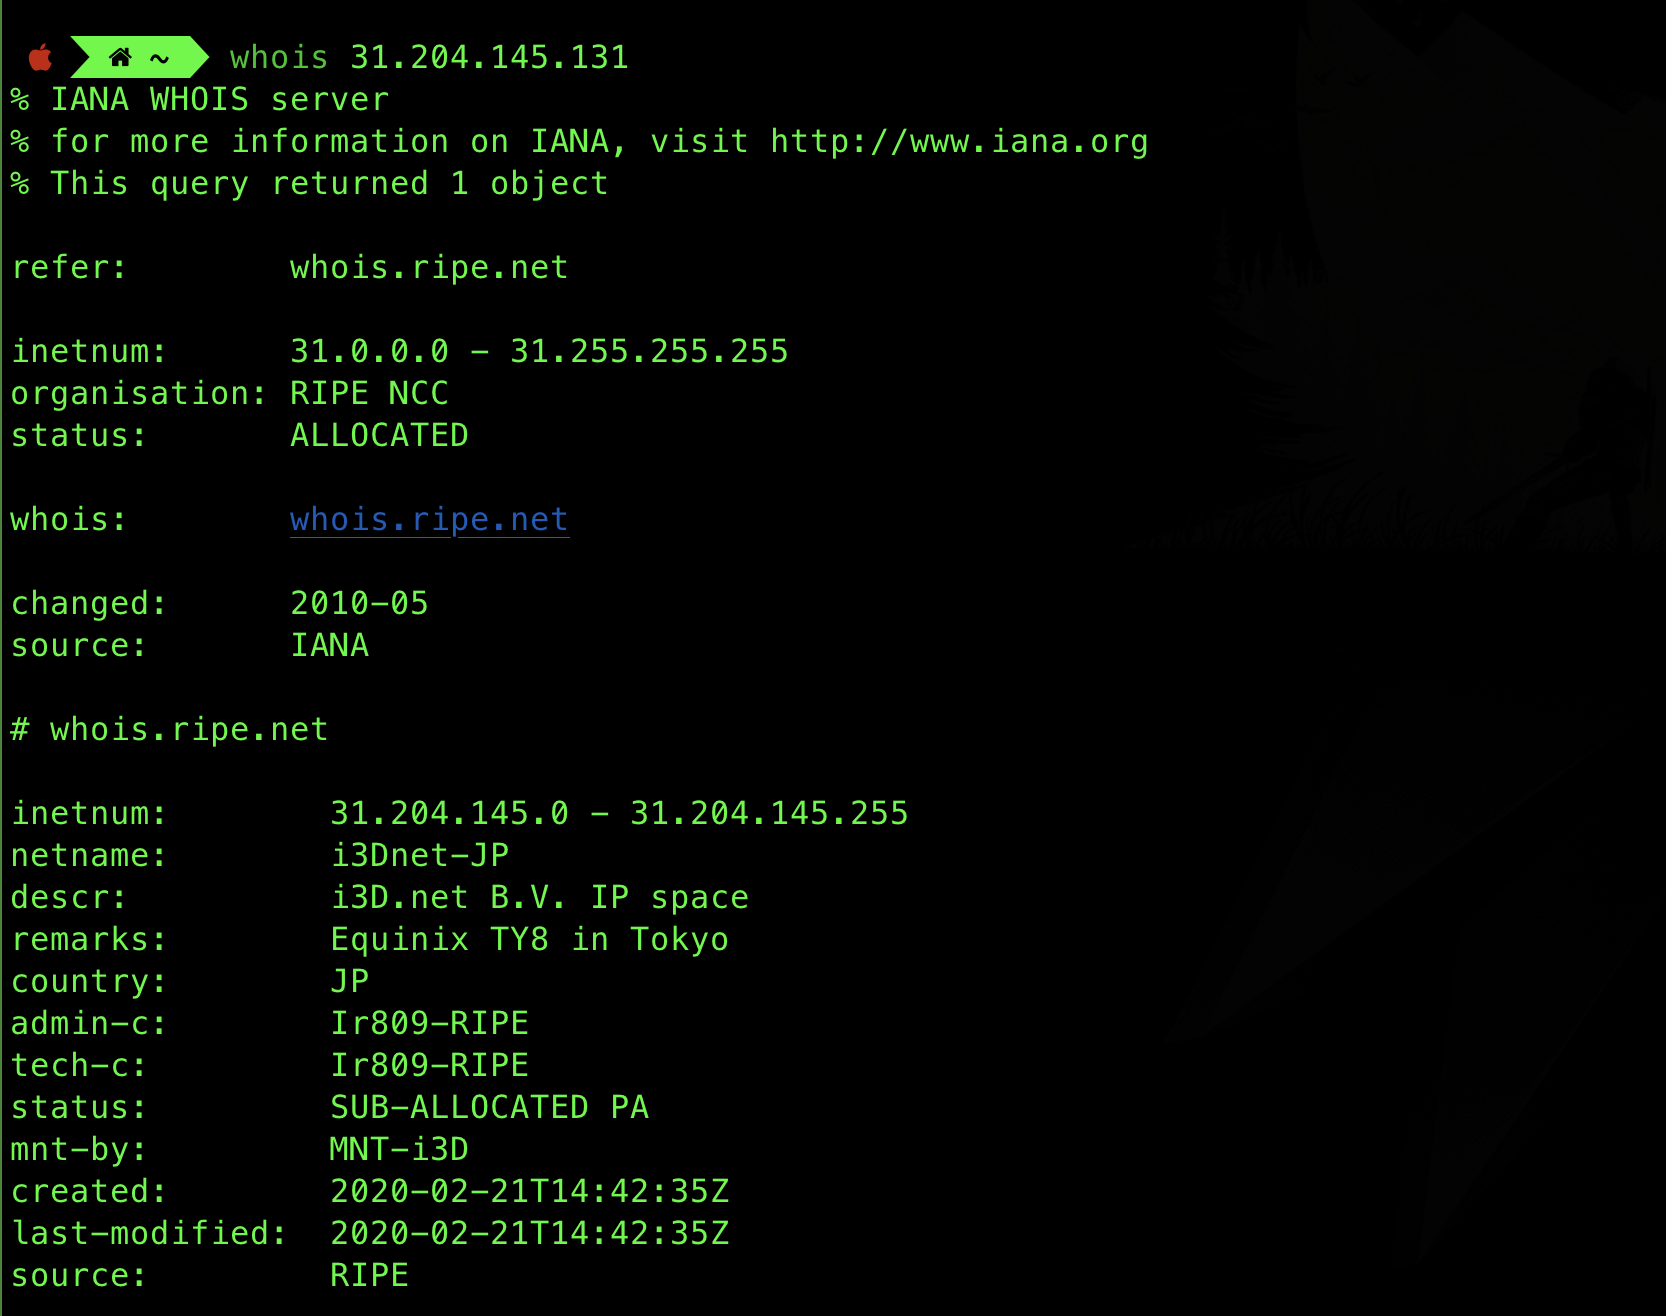 ~ whois 31.204.145.131
% IANA WHOIS server
% for more information on IANA, visit http://www.iana.org
% This query returned 1 object
refer: whois.ripe.net
inetnum: 31.0.0.0 - 31.255.255.255
organisation: RIPE NCC
status: ALLOCATED
whois: whois.ripe.net
changed: 2010-05
source: IANA
# whois.ripe.net
inetnum: 31.204.145.0 - 31.204.145.255
netname: i3Dnet-JP
descr: i3D.net B.V. IP space
remarks: Equinix TY8 in Tokyo
country: JP
admin-c: Ir809-RIPE
tech-c: Ir809-RIPE
status: SUB-ALLOCATED PA
mnt-by: MNT-i3D
created: 2020-02-21T14:42:35Z
last-modified: 2020-02-21T14:42:35Z
source: RIPE